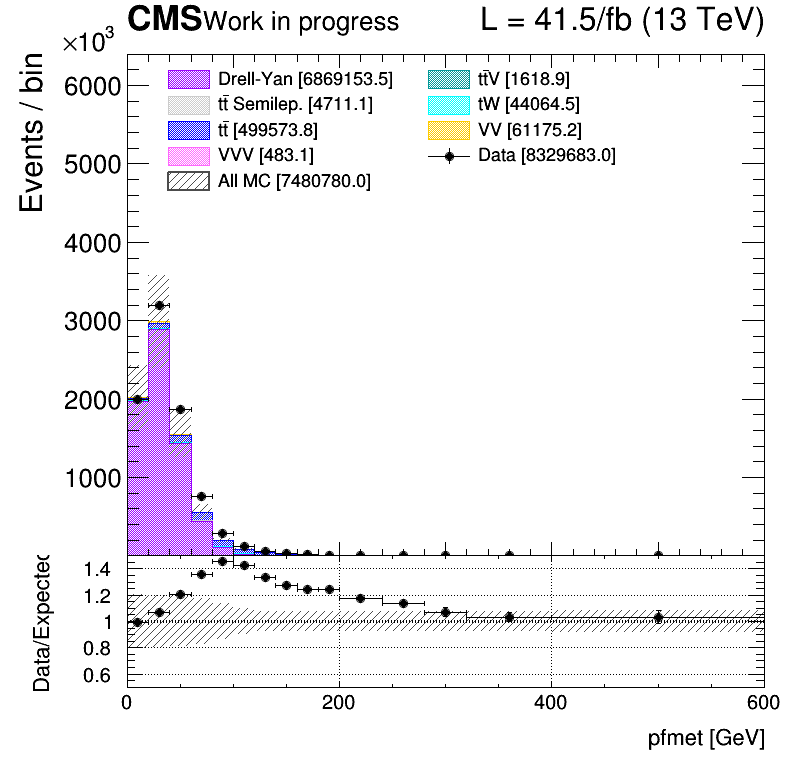 CMS Work in progress L = 41.5/fb (13 TeV)
×10³
Events / bin
6000
5000
4000
3000
2000
1000
Drell-Yan [6869153.5]
tt̄ Semilep. [4711.1]
tt̄ [499573.8]
VVV [483.1]
All MC [7480780.0]
tt̄V [1618.9]
tW [44064.5]
VV [61175.2]
Data [8329683.0]
Data/Expected
1.4
1.2
1
0.8
0.6
0 200 400 600
pfmet [GeV]